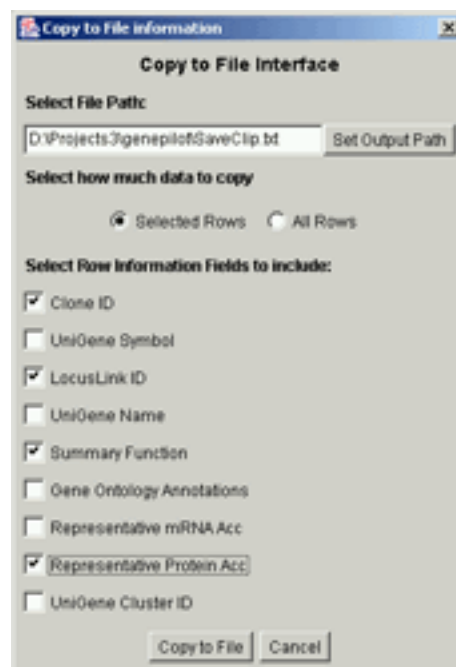 Copy to File information
Copy to File Interface
Select File Path:
D:\Projects3\genepilot\SaveClip.txt Set Output Path
Select how much data to copy
Selected Rows All Rows
Select Row Information Fields to include:
Clone ID
UniGene Symbol
LocusLink ID
UniGene Name
Summary Function
Gene Ontology Annotations
Representative mRNA Acc
Representative Protein Acc
UniGene Cluster ID
Copy to File Cancel